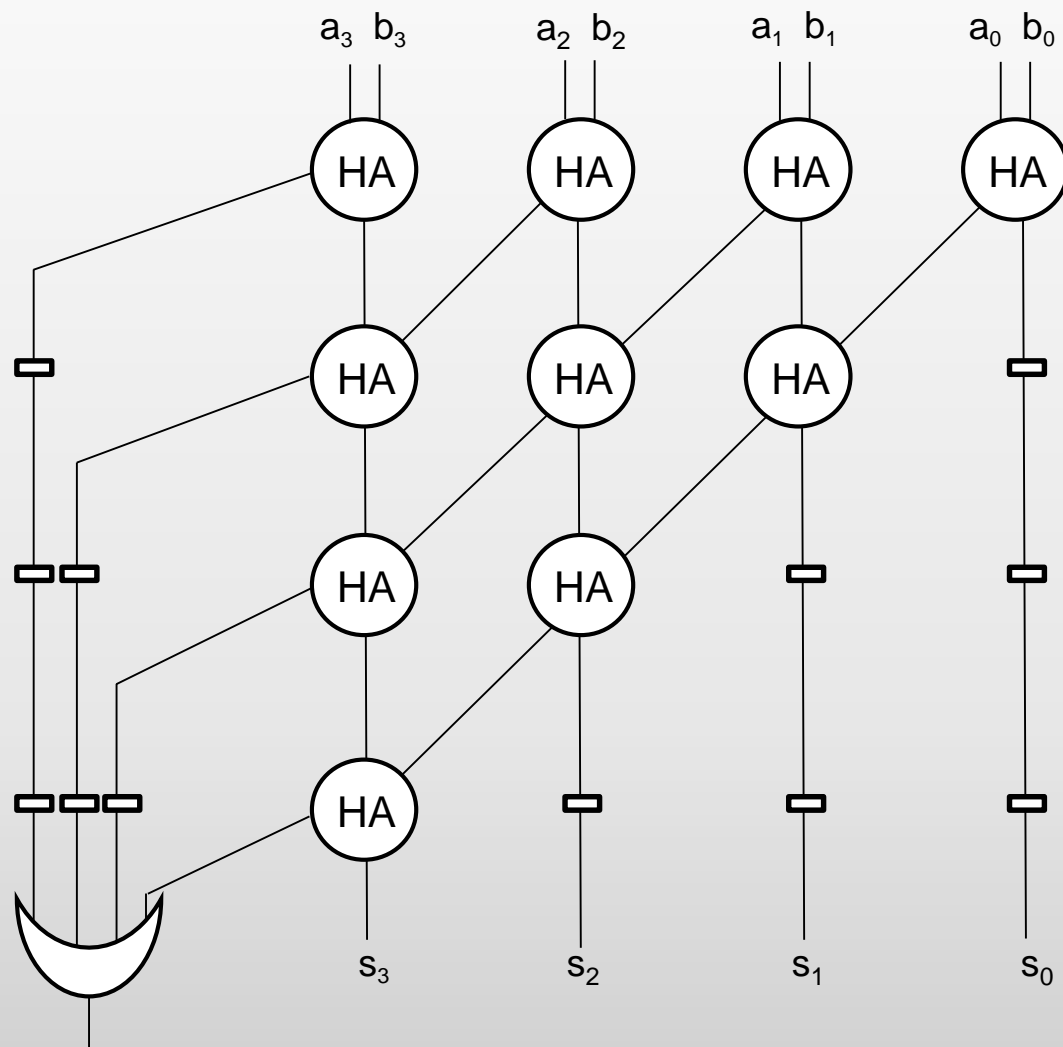 a₃ b₃ a₂ b₂ a₁ b₁ a₀ b₀
HA HA HA HA
HA HA HA
HA HA
HA
s₃ s₂ s₁ s₀